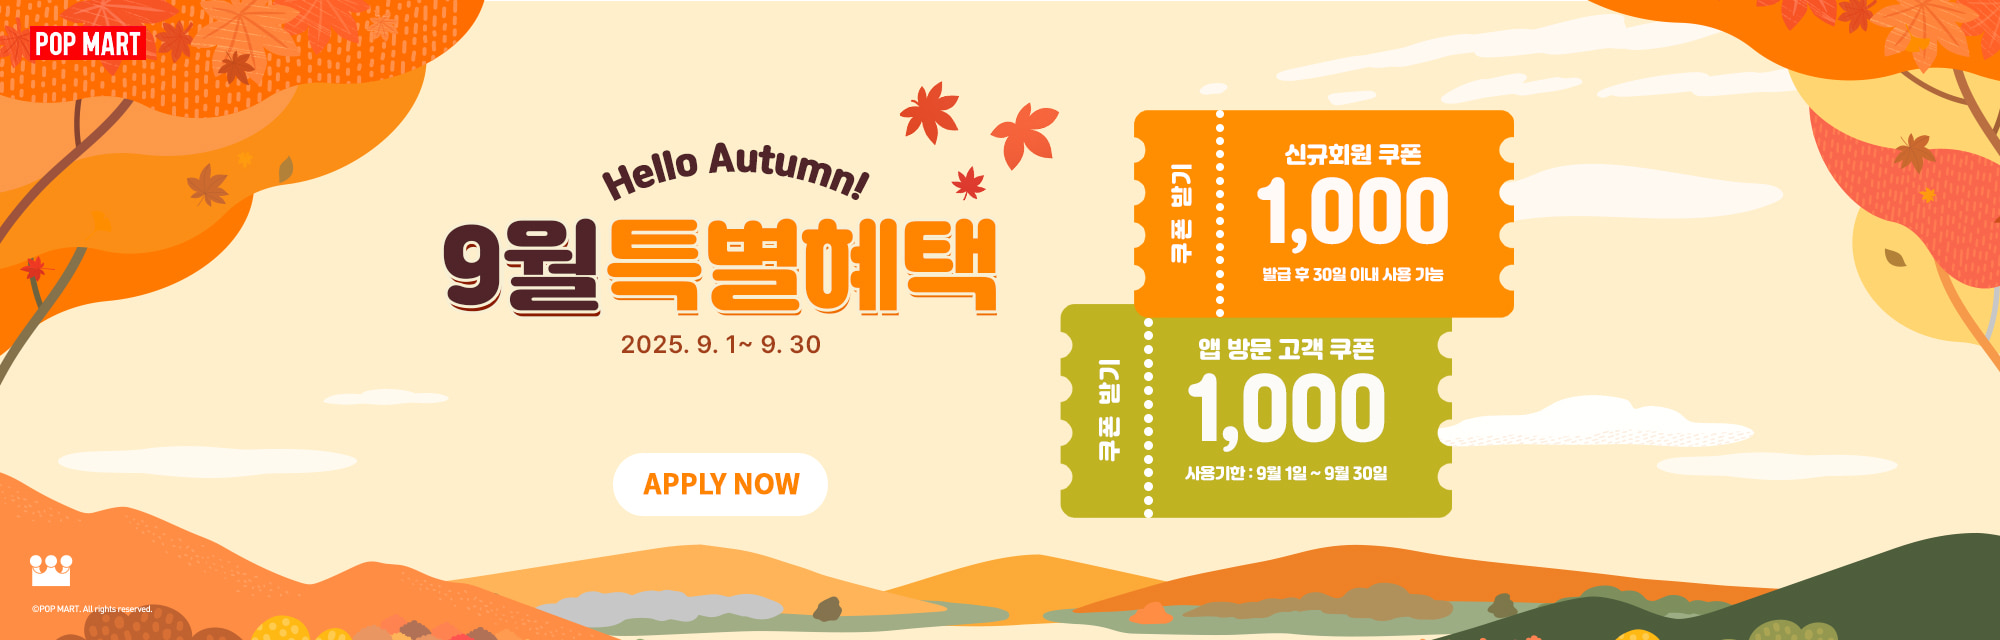 POP MART
Hello Autumn!
9월특별혜택
2025. 9. 1~ 9. 30
APPLY NOW
쿠폰 받기
신규회원 쿠폰
1,000
발급 후 30일 이내 사용 가능
쿠폰 받기
앱 방문 고객 쿠폰
1,000
사용기한 : 9월 1일 ~ 9월 30일
©POP MART. All rights reserved.